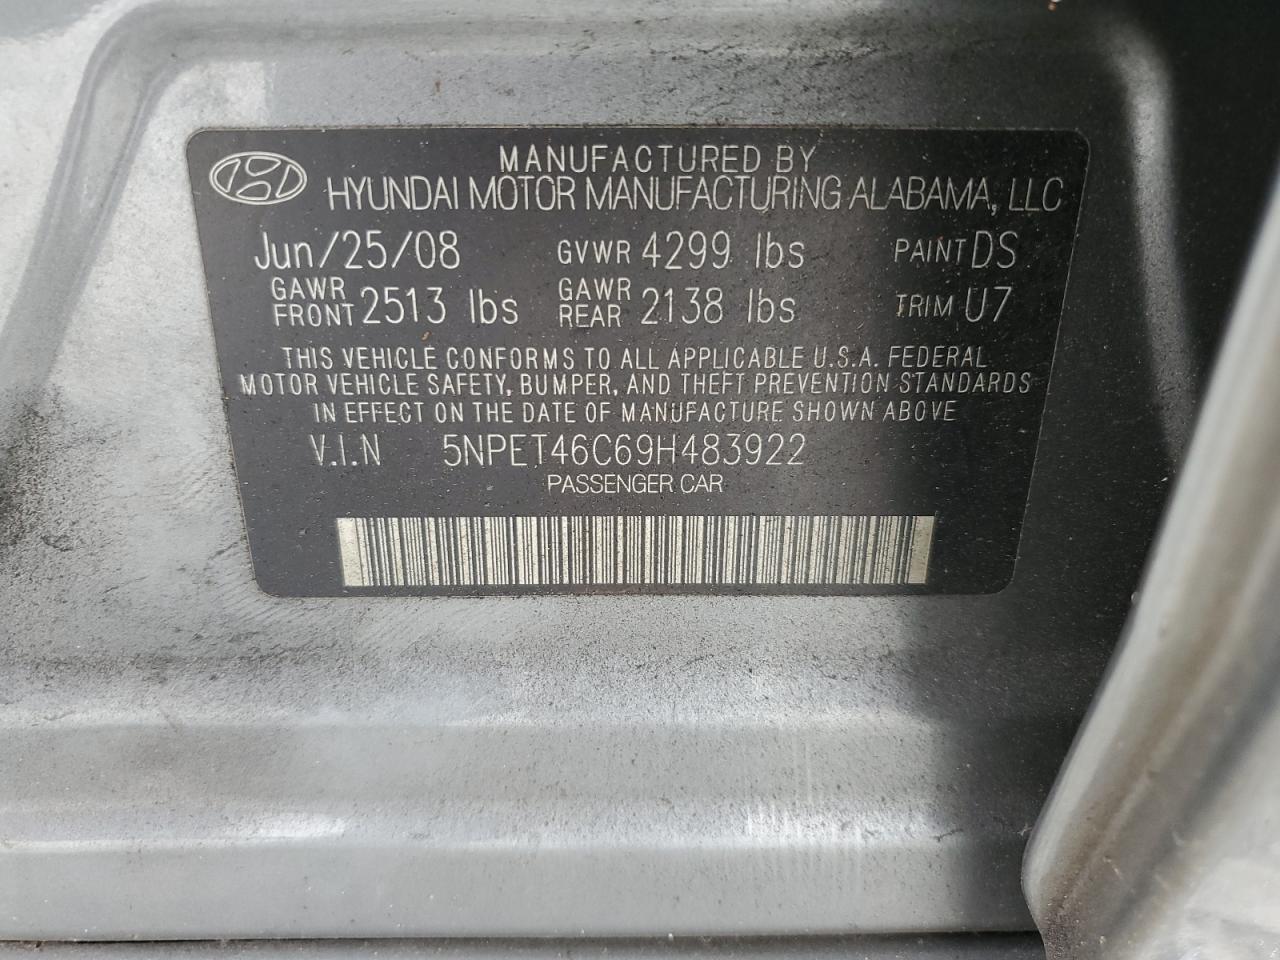 MANUFACTURED BY
HYUNDAI MOTOR MANUFACTURING ALABAMA, LLC
Jun/25/08 GVWR 4299 lbs PAINT DS
GAWR FRONT 2513 lbs GAWR REAR 2138 lbs TRIM U7
THIS VEHICLE CONFORMS TO ALL APPLICABLE U.S.A. FEDERAL
MOTOR VEHICLE SAFETY, BUMPER, AND THEFT PREVENTION STANDARDS
IN EFFECT ON THE DATE OF MANUFACTURE SHOWN ABOVE
V.I.N 5NPET46C69H483922
PASSENGER CAR